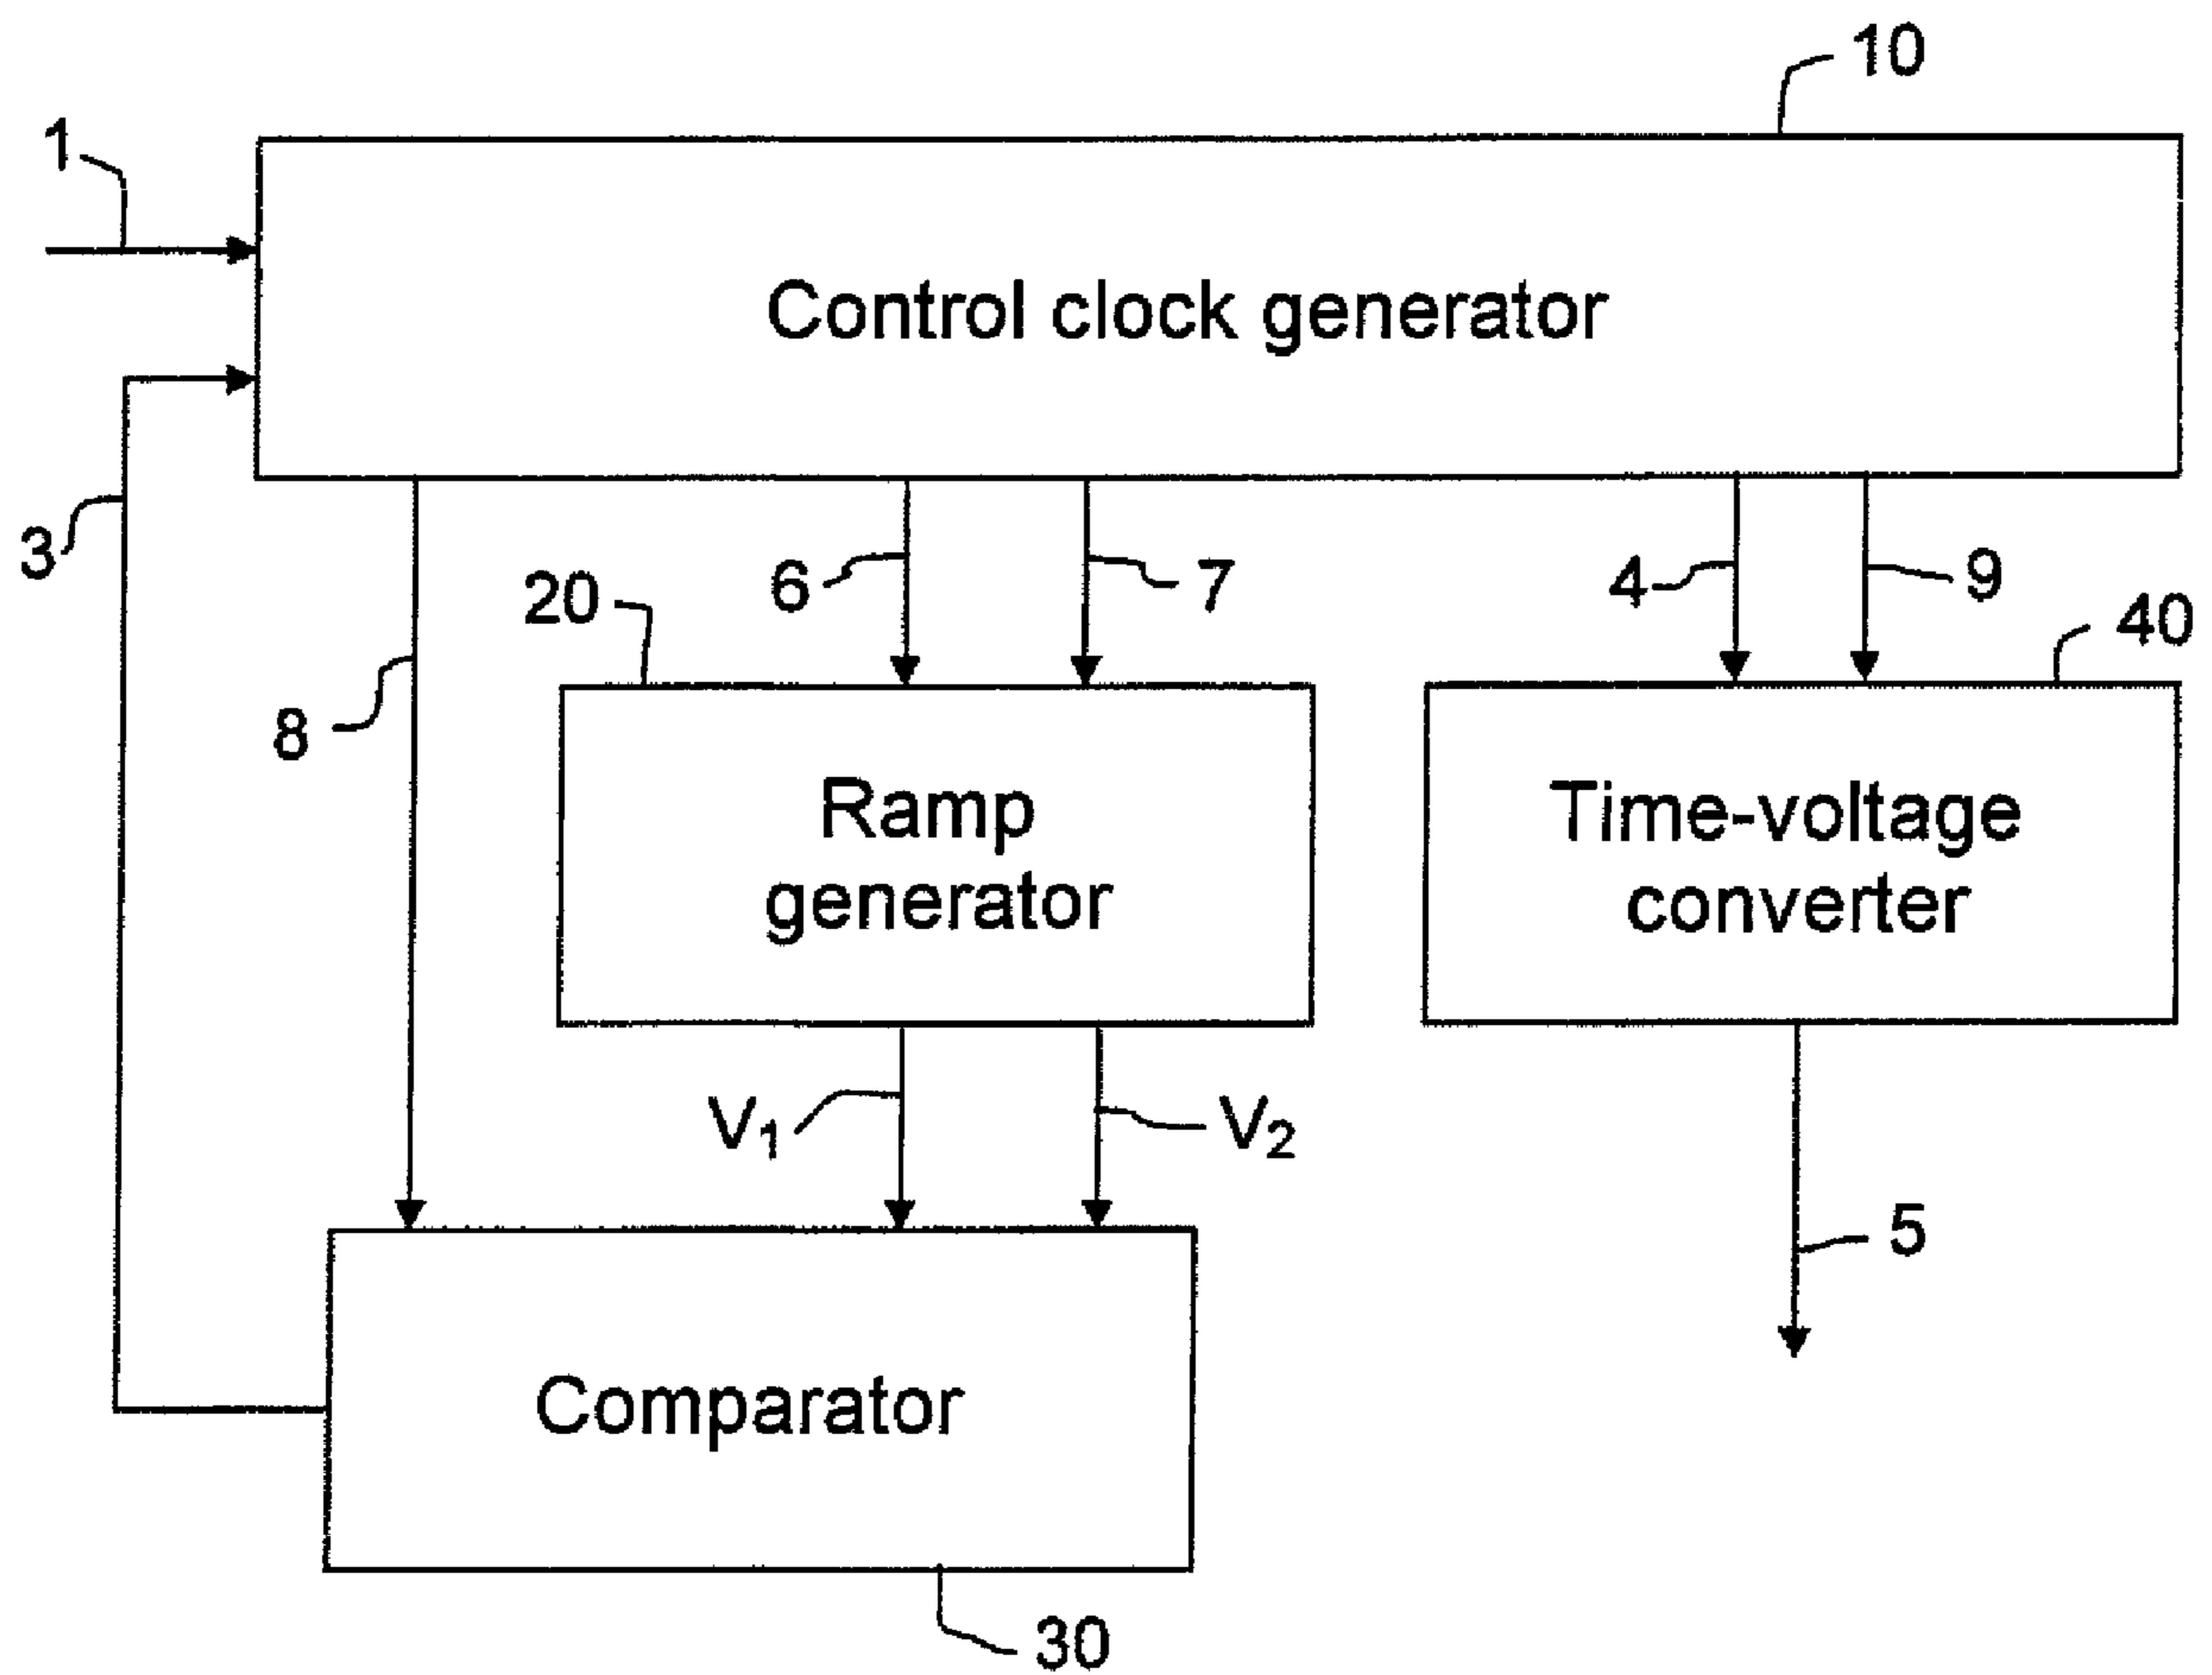 10
1
Control clock generator
3
6
7
4
9
20
40
8
Ramp
generator
Time-voltage
converter
V1
V2
5
Comparator
30